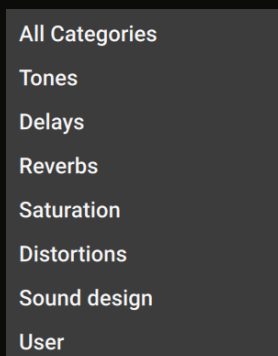 All Categories
Tones
Delays
Reverbs
Saturation
Distortions
Sound design
User